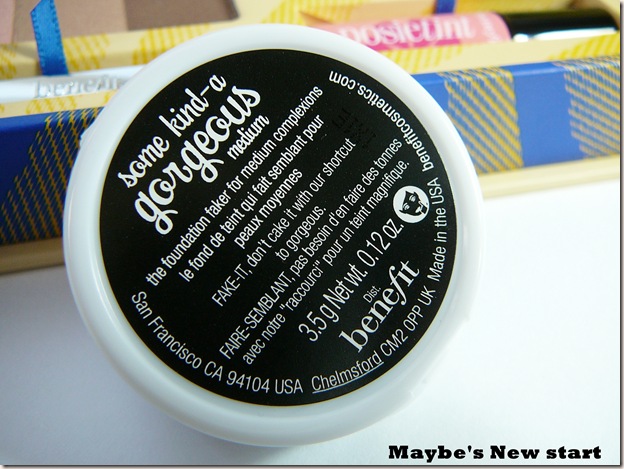 some kind-a
gorgeous
medium
the foundation faker for medium complexions
le fond de teint qui fait semblant pour
peaux moyennes
FAKE-IT, don't cake it with our shortcut
to gorgeous
FAIRE-SEMBLANT, pas besoin d'en faire des tonnes
avec notre "raccourci" pour un teint magnifique.
3.5 g Net wt. 0.12 oz.
Dist.
benefit
San Francisco CA 94104 USA Chelmsford CM2 0PP UK Made in the USA benefitcosmetics.com
posietint
benefit
Maybe's New start